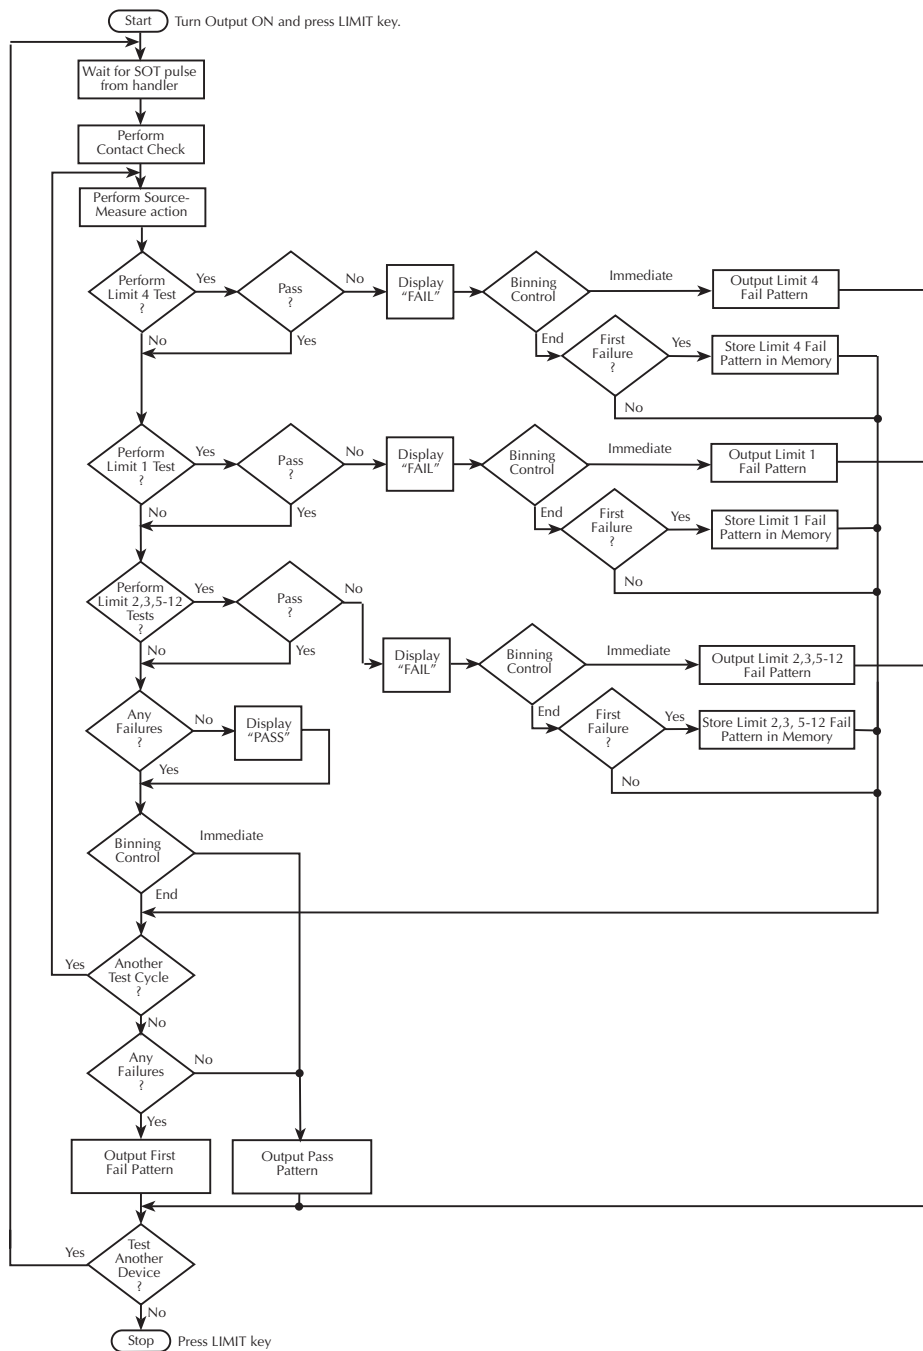 Start
Turn Output ON and press LIMIT key.
Wait for SOT pulse
from handler
Perform
Contact Check
Perform Source-
Measure action
Perform
Limit 4 Test
?
Yes
No
Pass
?
No
Yes
Display
“FAIL”
Binning
Control
Immediate
End
Output Limit 4
Fail Pattern
First
Failure
?
Yes
No
Store Limit 4 Fail
Pattern in Memory
Perform
Limit 1 Test
?
Yes
No
Pass
?
No
Yes
Display
“FAIL”
Binning
Control
Immediate
End
Output Limit 1
Fail Pattern
First
Failure
?
Yes
No
Store Limit 1 Fail
Pattern in Memory
Perform
Limit 2,3,5-12
Tests
?
Yes
No
Pass
?
No
Yes
Display
“FAIL”
Binning
Control
Immediate
End
Output Limit 2,3,5-12
Fail Pattern
First
Failure
?
Yes
No
Store Limit 2,3, 5-12 Fail
Pattern in Memory
Any
Failures
?
No
Yes
Display
“PASS”
Binning
Control
Immediate
End
Another
Test Cycle
?
Yes
No
Any
Failures
?
No
Yes
Output First
Fail Pattern
Output Pass
Pattern
Test
Another
Device
?
Yes
No
Stop
Press LIMIT key